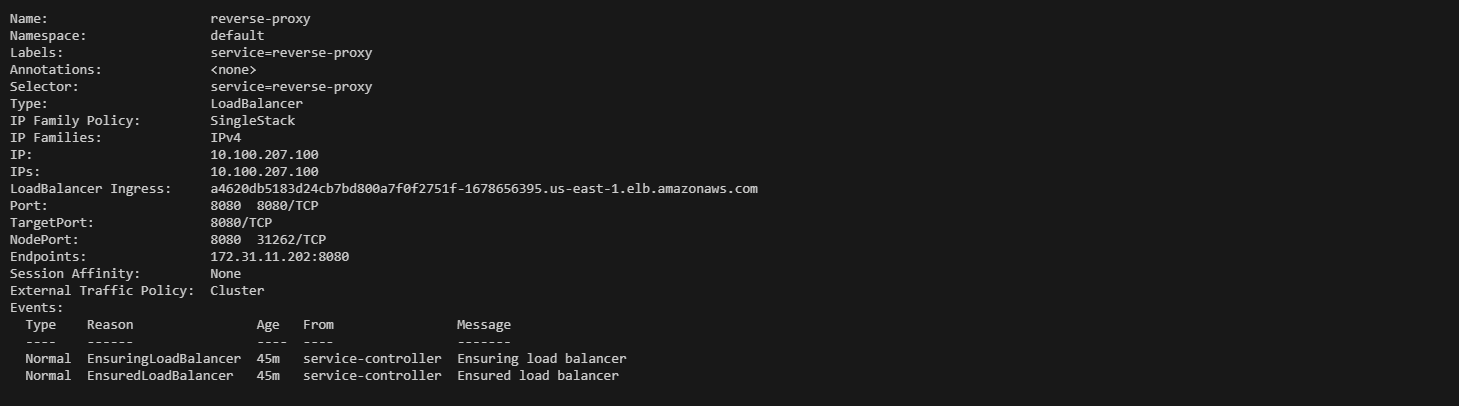 Name:                     reverse-proxy
Namespace:                default
Labels:                   service=reverse-proxy
Annotations:              <none>
Selector:                 service=reverse-proxy
Type:                     LoadBalancer
IP Family Policy:         SingleStack
IP Families:              IPv4
IP:                       10.100.207.100
IPs:                      10.100.207.100
LoadBalancer Ingress:     a4620db5183d24cb7bd800a7f0f2751f-1678656395.us-east-1.elb.amazonaws.com
Port:                     8080  8080/TCP
TargetPort:               8080/TCP
NodePort:                 8080  31262/TCP
Endpoints:                172.31.11.202:8080
Session Affinity:         None
External Traffic Policy:  Cluster
Events:
  Type    Reason                Age   From                Message
  ----    ------                ----  ----                -------
  Normal  EnsuringLoadBalancer  45m   service-controller  Ensuring load balancer
  Normal  EnsuredLoadBalancer   45m   service-controller  Ensured load balancer